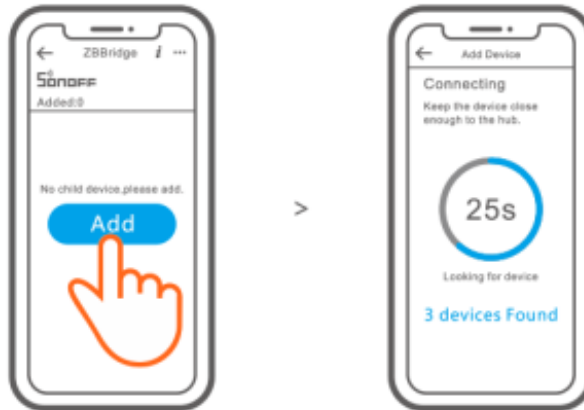 ZBBridge i ...
SONOFF
Added:0
No child device,please add.
Add
>
Add Device
Connecting
Keep the device close
enough to the hub.
25s
Looking for device
3 devices Found